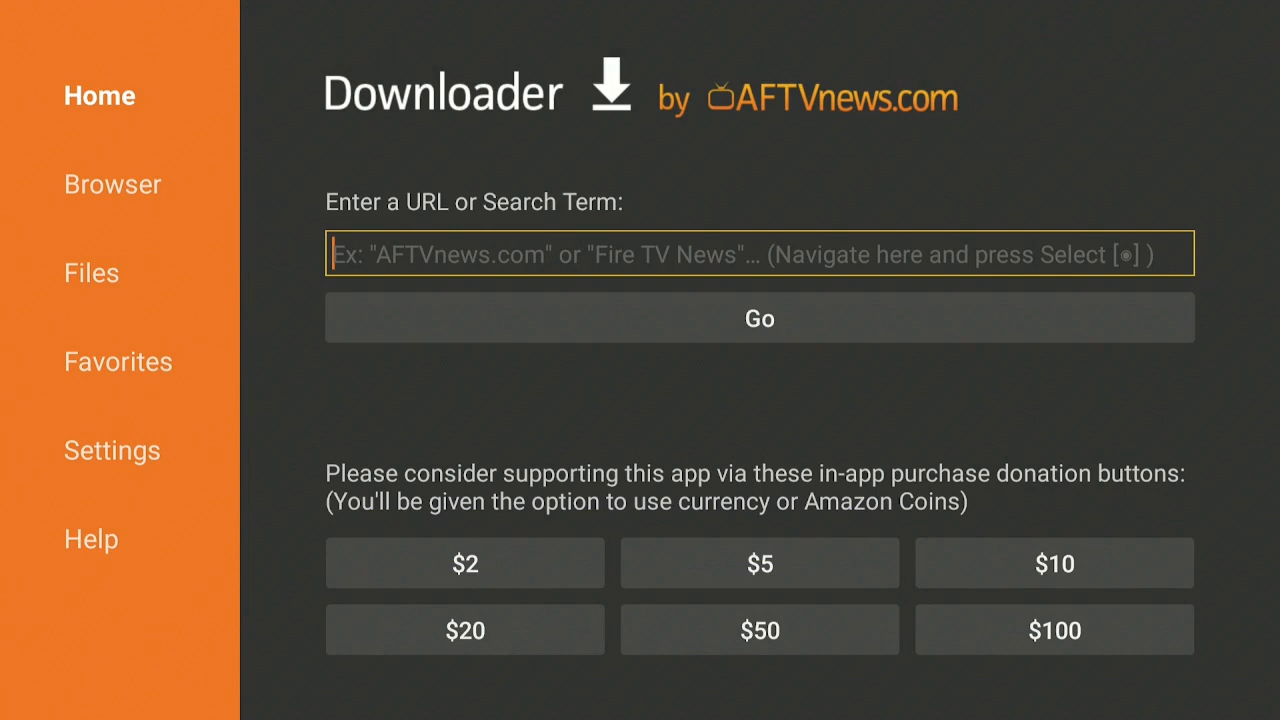 Home
Browser
Files
Favorites
Settings
Help
Downloader by AFTVnews.com
Enter a URL or Search Term:
Ex: "AFTVnews.com" or "Fire TV News"... (Navigate here and press Select [◉] )
Go
Please consider supporting this app via these in-app purchase donation buttons:
(You'll be given the option to use currency or Amazon Coins)
$2 $5 $10
$20 $50 $100